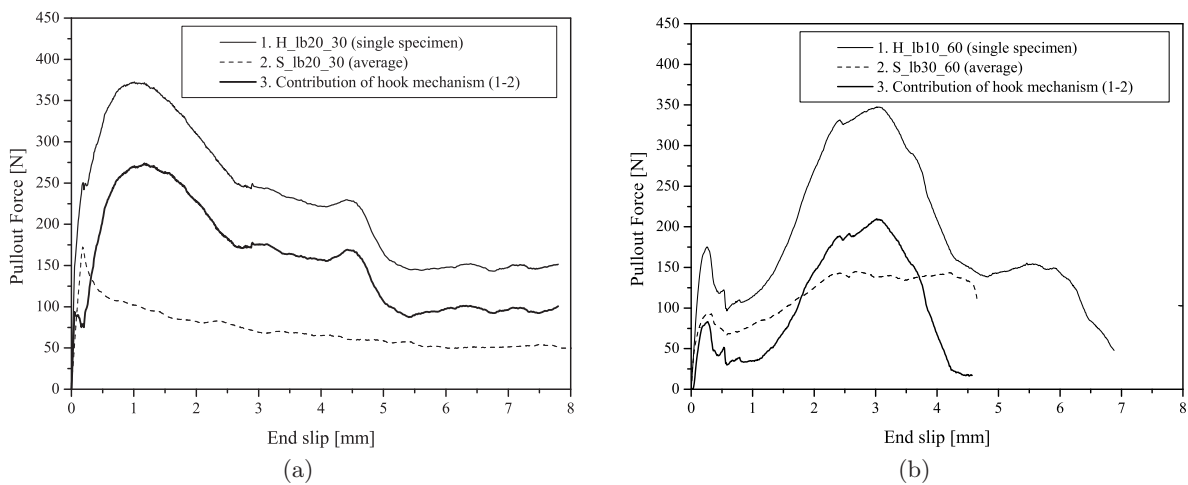 450
400
350
300
250
200
150
100
50
0
Pullout Force [N]
1. H_lb20_30 (single specimen)
2. S_lb20_30 (average)
3. Contribution of hook mechanism (1-2)
0 1 2 3 4 5 6 7 8
End slip [mm]
(a)
450
400
350
300
250
200
150
100
50
0
Pullout Force [N]
1. H_lb10_60 (single specimen)
2. S_lb30_60 (average)
3. Contribution of hook mechanism (1-2)
0 1 2 3 4 5 6 7 8
End slip [mm]
(b)